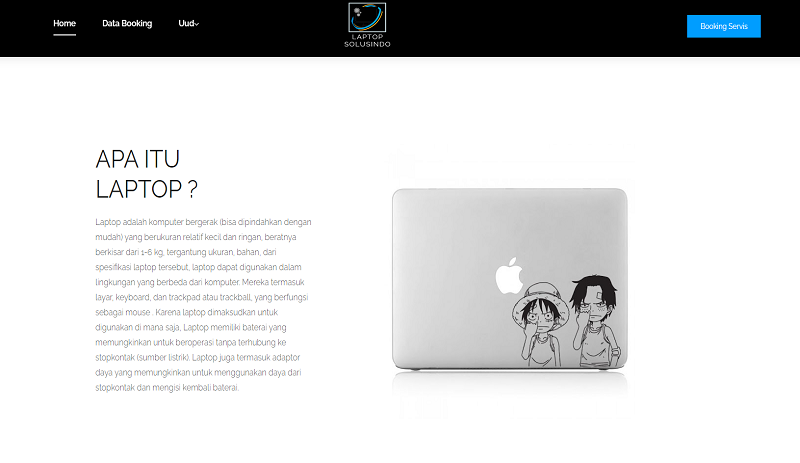 Home
Data Booking
Uud
LAPTOP
SOLUSINDO
Booking Servis
APA ITU
LAPTOP ?
Laptop adalah komputer bergerak (bisa dipindahkan dengan
mudah) yang berukuran relatif kecil dan ringan, beratnya
berkisar dari 1-6 kg, tergantung ukuran, bahan, dari
spesifikasi laptop tersebut, laptop dapat digunakan dalam
lingkungan yang berbeda dari komputer. Mereka termasuk
layar, keyboard, dan trackpad atau trackball, yang berfungsi
sebagai mouse . Karena laptop dimaksudkan untuk
digunakan di mana saja, Laptop memiliki baterai yang
memungkinkan untuk beroperasi tanpa terhubung ke
stopkontak (sumber listrik). Laptop juga termasuk adaptor
daya yang memungkinkan untuk menggunakan daya dari
stopkontak dan mengisi kembali baterai.